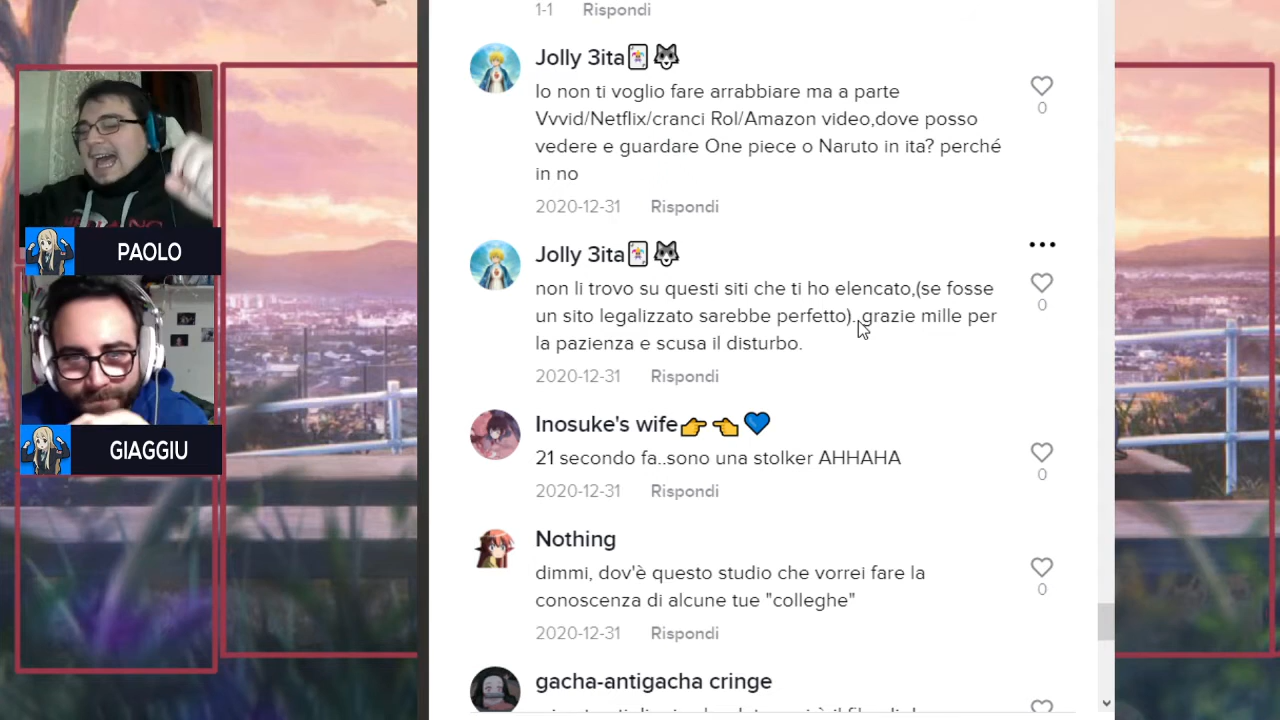 1-1 Rispondi
Jolly 3ita🃏🐺
Io non ti voglio fare arrabbiare ma a parte
Vvvid/Netflix/cranci Rol/Amazon video,dove posso
vedere e guardare One piece o Naruto in ita? perché
in no
0
2020-12-31 Rispondi
Jolly 3ita🃏🐺
non li trovo su questi siti che ti ho elencato,(se fosse
un sito legalizzato sarebbe perfetto)..grazie mille per
la pazienza e scusa il disturbo.
0
2020-12-31 Rispondi
Inosuke's wife👉👈💙
21 secondo fa..sono una stolker AHHAHA
0
2020-12-31 Rispondi
Nothing
dimmi, dov'è questo studio che vorrei fare la
conoscenza di alcune tue "colleghe"
0
2020-12-31 Rispondi
gacha-antigacha cringe
PAOLO
GIAGGIU